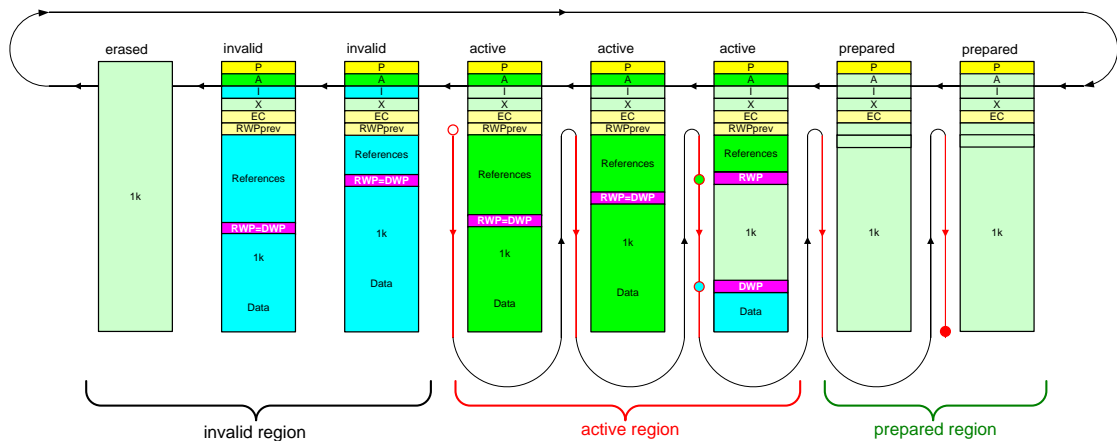 erased
invalid
invalid
active
active
active
prepared
prepared
1k
P
A
I
X
EC
RWPprev
References
RWP=DWP
1k
Data
P
A
I
X
EC
RWPprev
References
RWP=DWP
1k
Data
P
A
I
X
EC
RWPprev
References
RWP=DWP
1k
Data
P
A
I
X
EC
RWPprev
References
RWP=DWP
1k
Data
P
A
I
X
EC
RWPprev
References
RWP
1k
DWP
Data
P
A
I
X
EC
1k
P
A
I
X
EC
1k
invalid region
active region
prepared region